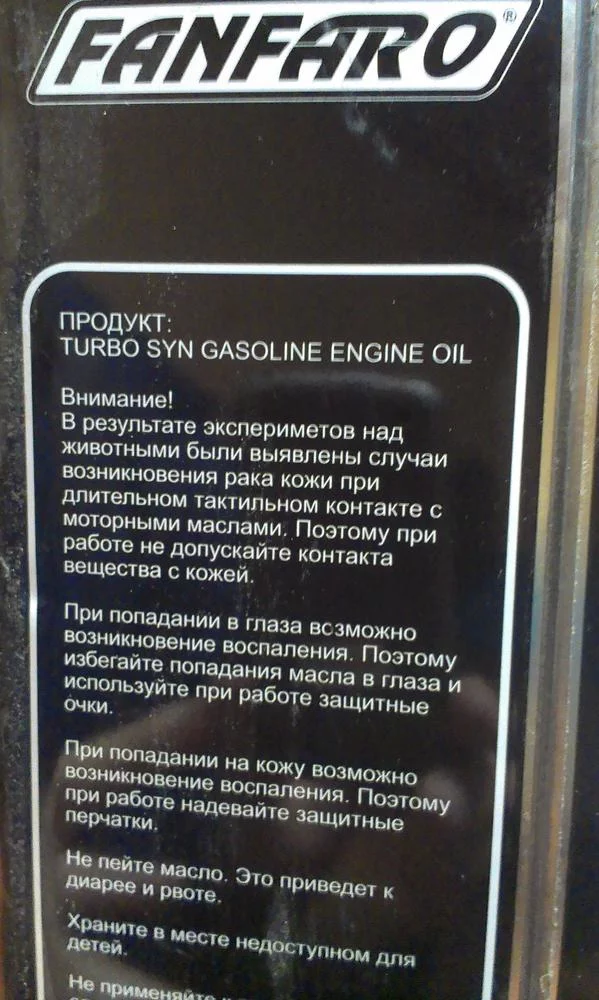 FANFARO®
ПРОДУКТ:
TURBO SYN GASOLINE ENGINE OIL
Внимание!
В результате эксприметов над
животными были выявлены случаи
возникновения рака кожи при
длительном тактильном контакте с
моторными маслами. Поэтому при
работе не допускайте контакта
вещества с кожей.
При попадании в глаза возможно
возникновение воспаления. Поэтому
избегайте попадания масла в глаза и
используйте при работе защитные
очки.
При попадании на кожу возможно
возникновение воспаления. Поэтому
при работе надевайте защитные
перчатки.
Не пейте масло. Это приведет к
диарее и рвоте.
Храните в месте недоступном для
детей.
Не применяйте